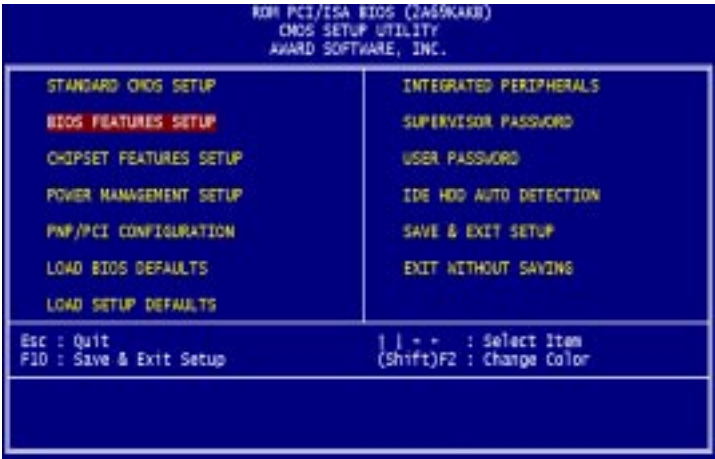 ROM PCI/ISA BIOS (2A69KAKB)
CMOS SETUP UTILITY
AWARD SOFTWARE, INC.
STANDARD CMOS SETUP
BIOS FEATURES SETUP
CHIPSET FEATURES SETUP
POWER MANAGEMENT SETUP
PNP/PCI CONFIGURATION
LOAD BIOS DEFAULTS
LOAD SETUP DEFAULTS
INTEGRATED PERIPHERALS
SUPERVISOR PASSWORD
USER PASSWORD
IDE HDD AUTO DETECTION
SAVE & EXIT SETUP
EXIT WITHOUT SAVING
Esc : Quit
F10 : Save & Exit Setup
↑ ↓ → ← : Select Item
(Shift)F2 : Change Color